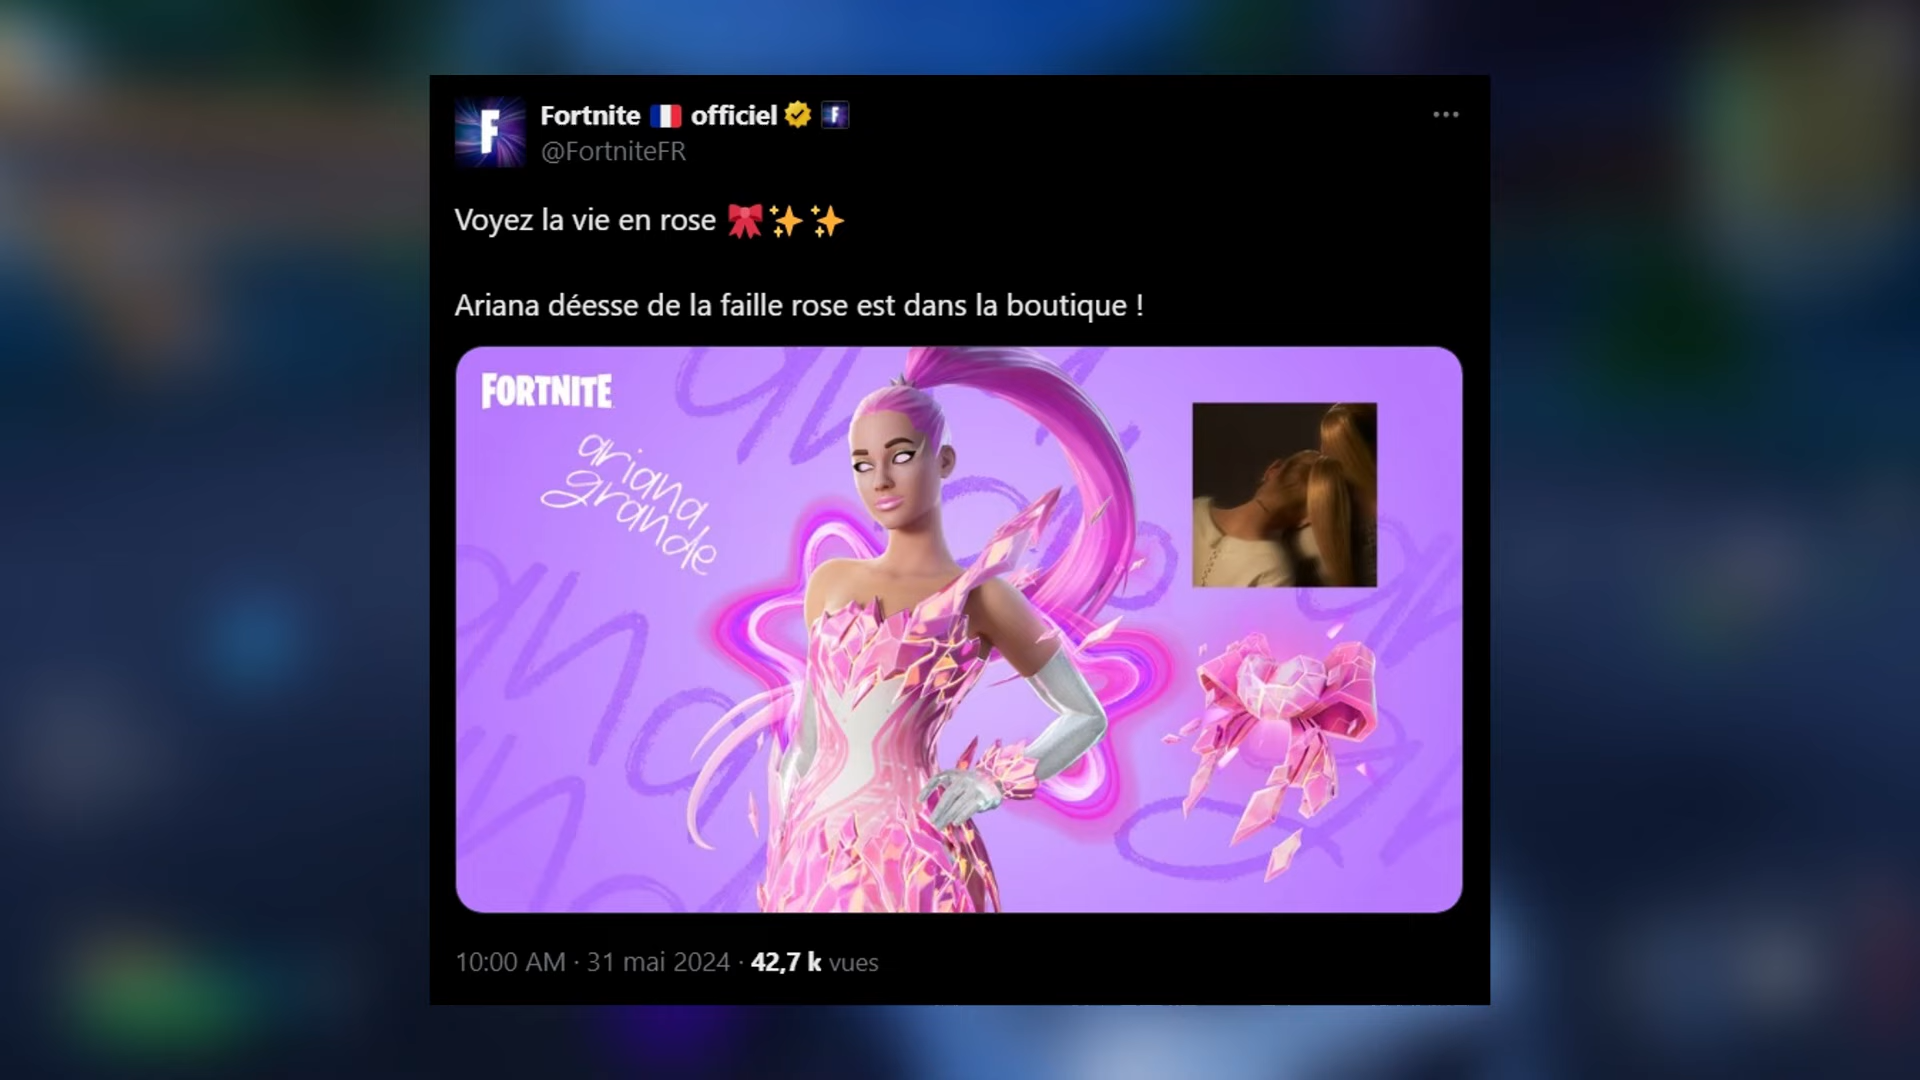 Fortnite 🇫🇷 officiel
@FortniteFR
Voyez la vie en rose 🎀✨✨
Ariana déesse de la faille rose est dans la boutique !
FORTNITE
ariana
grande
10:00 AM · 31 mai 2024 · 42,7 k vues